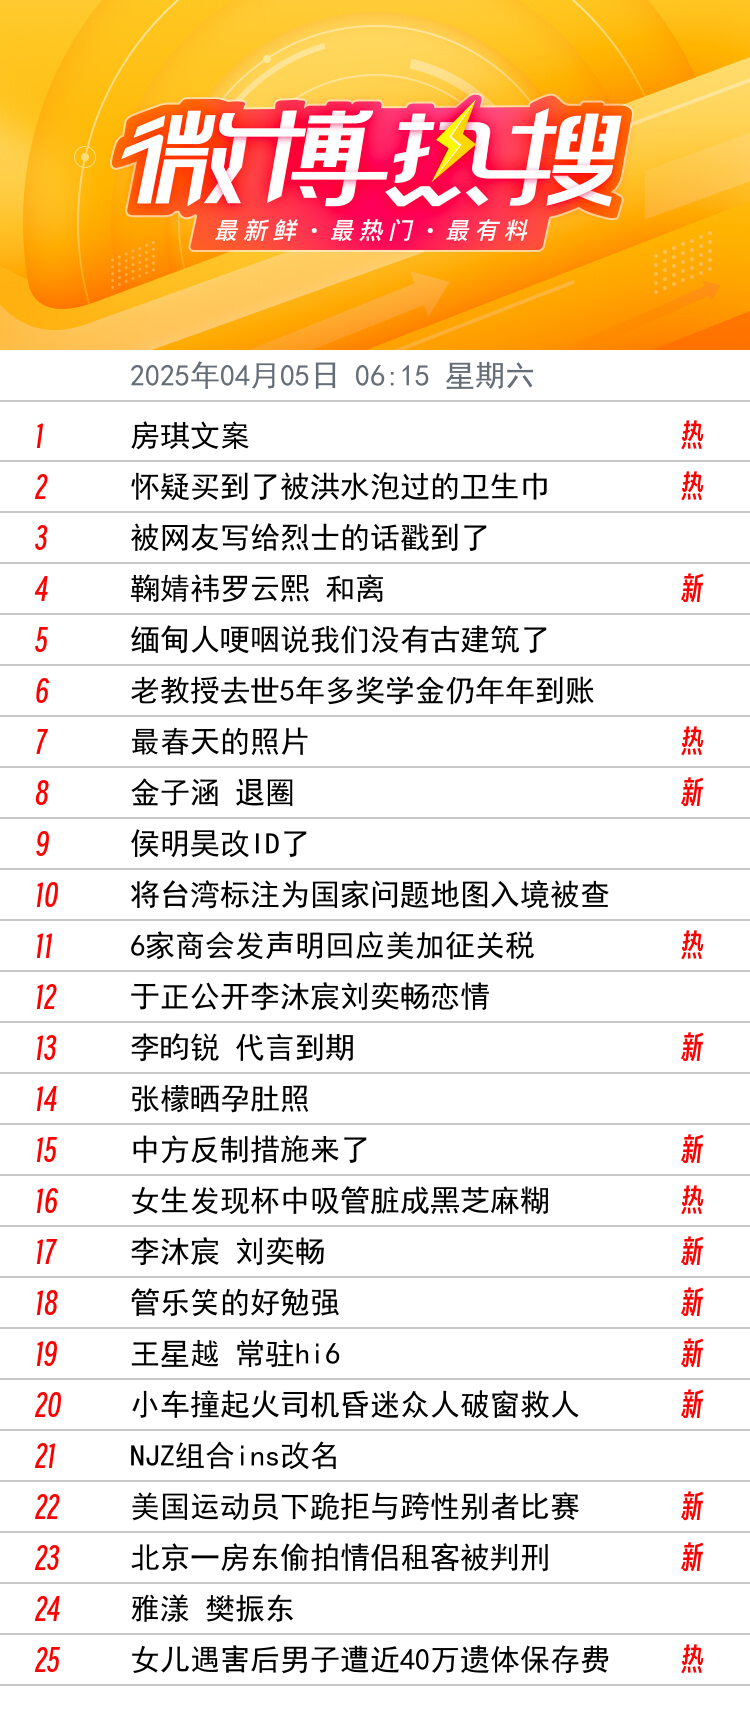 微博热搜
最新鲜·最热门·最有料
2025年04月05日 06:15 星期六
1 房琪文案 热
2 怀疑买到了被洪水泡过的卫生巾 热
3 被网友写给烈士的话戳到了
4 鞠婧祎罗云熙 和离 新
5 缅甸人哽咽说我们没有古建筑了
6 老教授去世5年多奖学金仍年年到账
7 最春天的照片 热
8 金子涵 退圈 新
9 侯明昊改ID了
10 将台湾标注为国家问题地图入境被查
11 6家商会发声明回应美加征关税 热
12 于正公开李沐宸刘奕畅恋情
13 李昀锐 代言到期 新
14 张檬晒孕肚照
15 中方反制措施来了 新
16 女生发现杯中吸管脏成黑芝麻糊 热
17 李沐宸 刘奕畅 新
18 管乐笑的好勉强 新
19 王星越 常驻hi6 新
20 小车撞起火司机昏迷众人破窗救人 新
21 NJZ组合ins改名
22 美国运动员下跪拒与跨性别者比赛 新
23 北京一房东偷拍情侣租客被判刑 新
24 雅漾 樊振东
25 女儿遇害后男子遭近40万遗体保存费 热